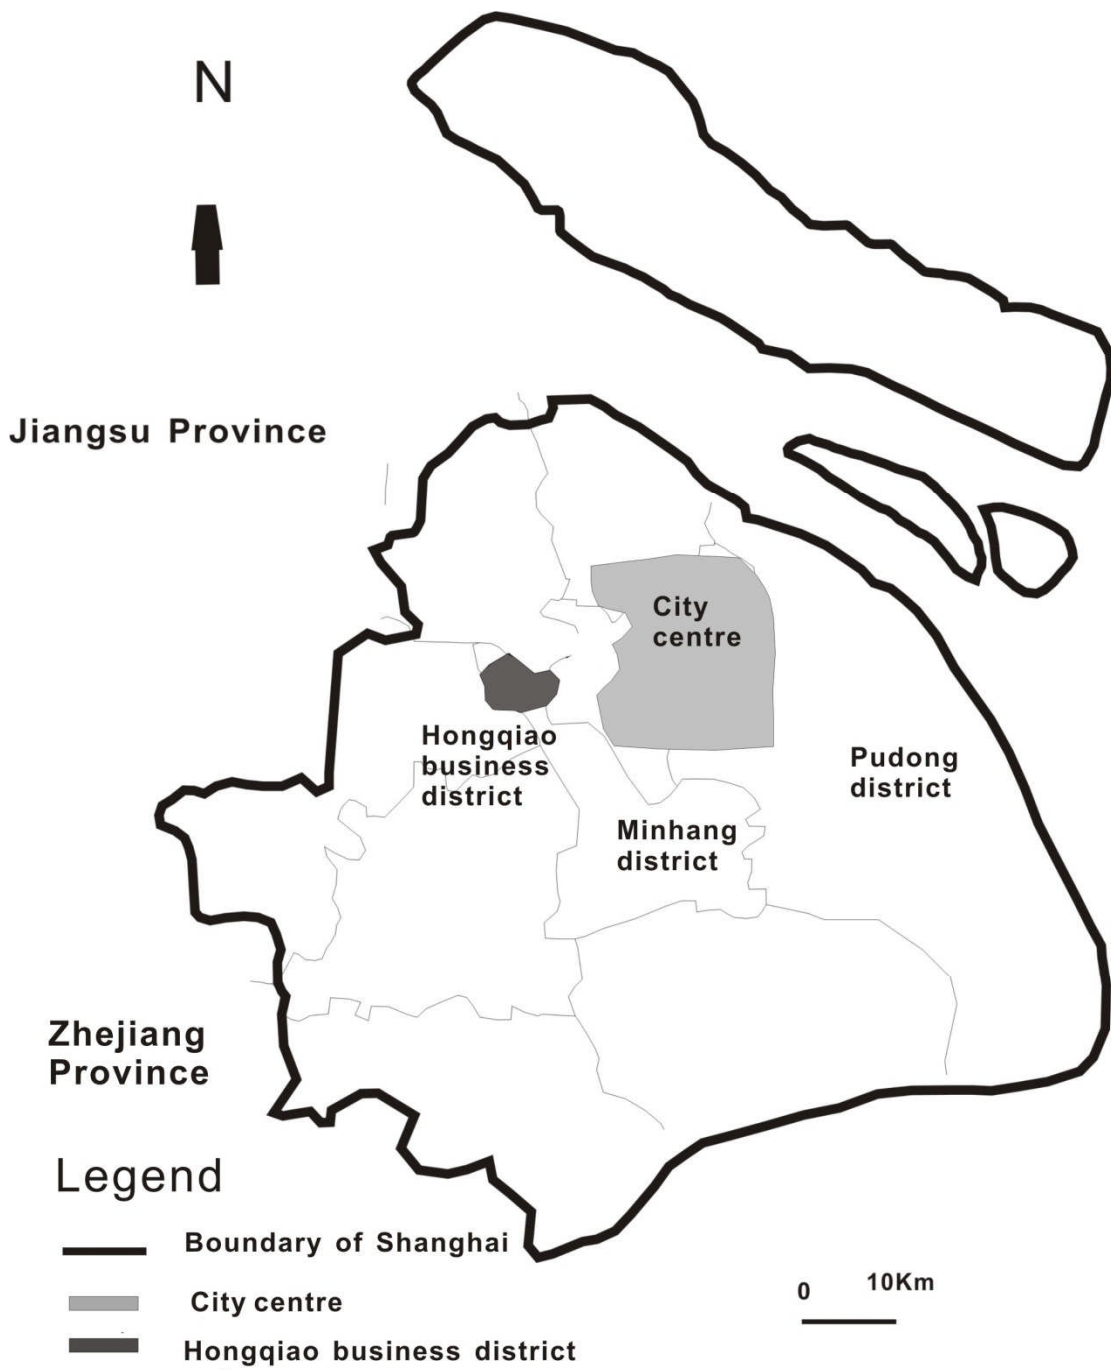 N
Jiangsu Province
City
centre
Hongqiao
business
district
Pudong
district
Minhang
district
Zhejiang
Province
Legend
Boundary of Shanghai
City centre
Hongqiao business district
0 10Km